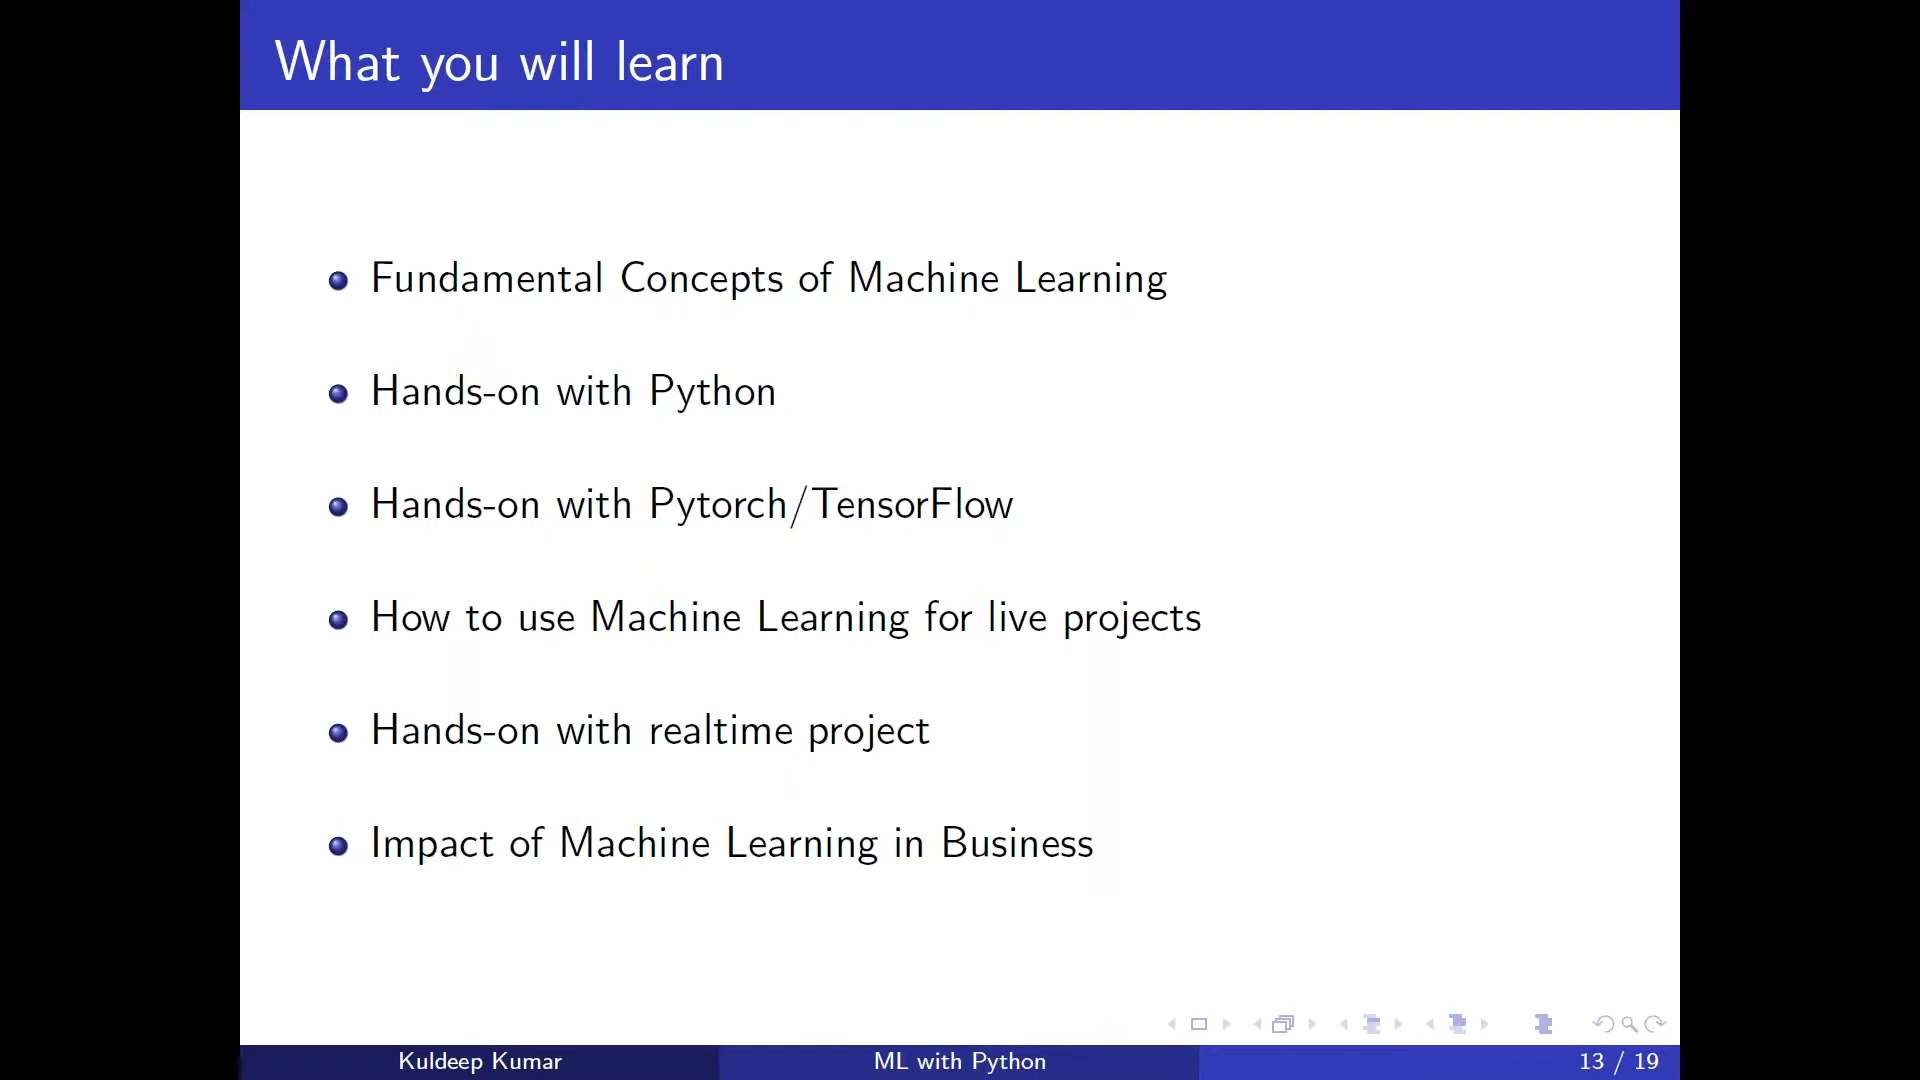 What you will learn
Fundamental Concepts of Machine Learning
Hands-on with Python
Hands-on with Pytorch/TensorFlow
How to use Machine Learning for live projects
Hands-on with realtime project
Impact of Machine Learning in Business
Kuldeep Kumar
ML with Python
13 / 19